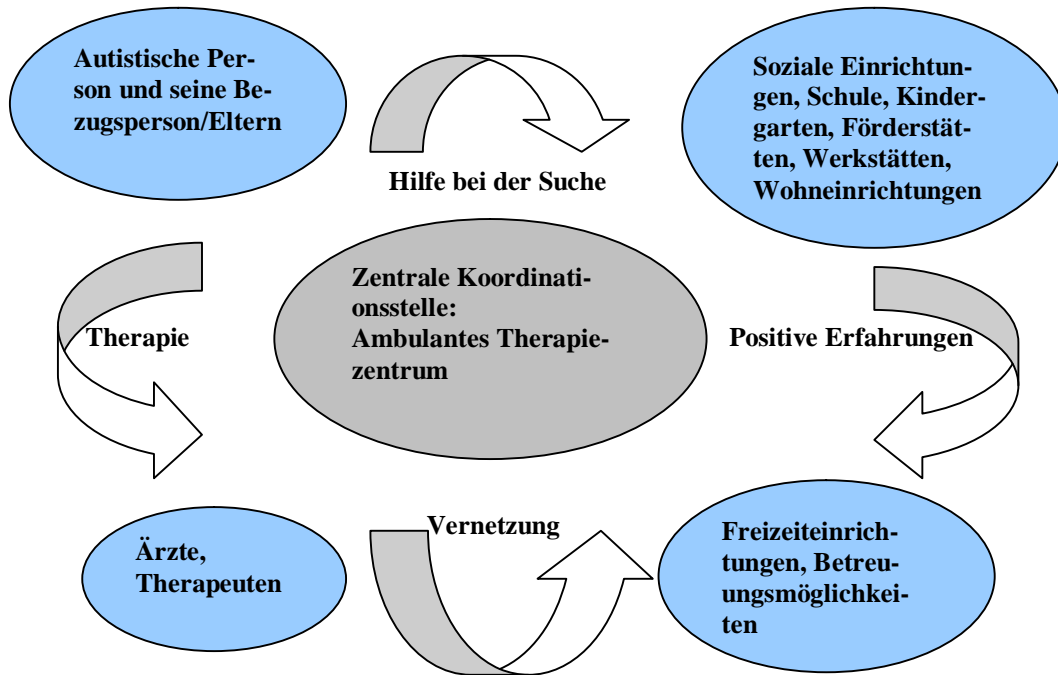 Autistische Per-
son und seine Be-
zugsperson/Eltern
Soziale Einrichtun-
gen, Schule, Kinder-
garten, Förderstät-
ten, Werkstätten,
Wohneinrichtungen
Hilfe bei der Suche
Zentrale Koordinati-
onsstelle:
Ambulantes Therapie-
zentrum
Therapie
Positive Erfahrungen
Ärzte,
Therapeuten
Vernetzung
Freizeiteinrich-
tungen, Betreu-
ungsmöglichkei-
ten